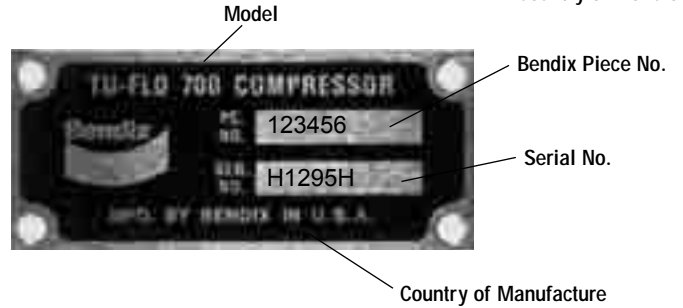 Model
TU-FLO 700 COMPRESSOR
Bendix Piece No.
Bendix
PC.
NO. 123456
Serial No.
SER.
NO. H1295H
MFG. BY BENDIX IN U.S.A.
Country of Manufacture